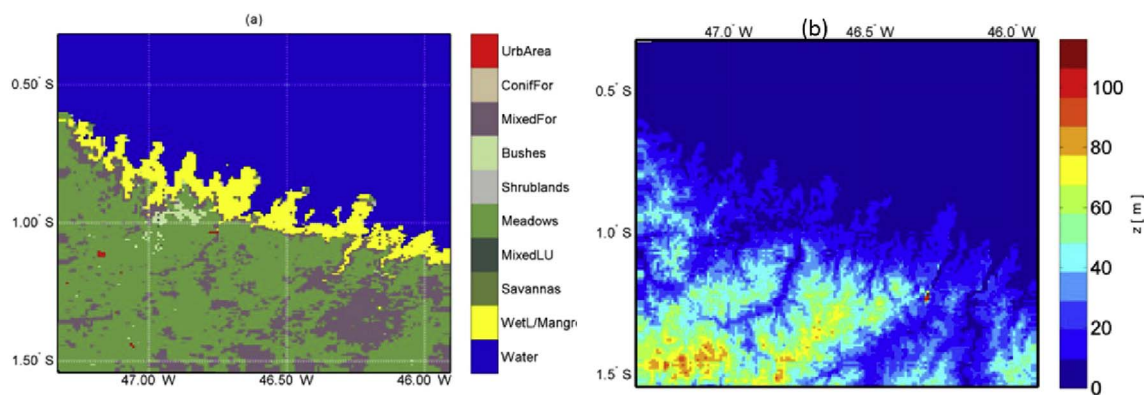 (a)
0.50° S
1.00° S
1.50° S
47.00 W
46.50 W
46.00 W
UrbArea
ConifFor
MixedFor
Bushes
Shrublands
Meadows
MixedLU
Savannas
WetL/Mangr
Water
(b)
47.0° W
46.5° W
46.0° W
0.5° S
1.0° S
1.5° S
100
80
60
40
20
0
z [ m ]